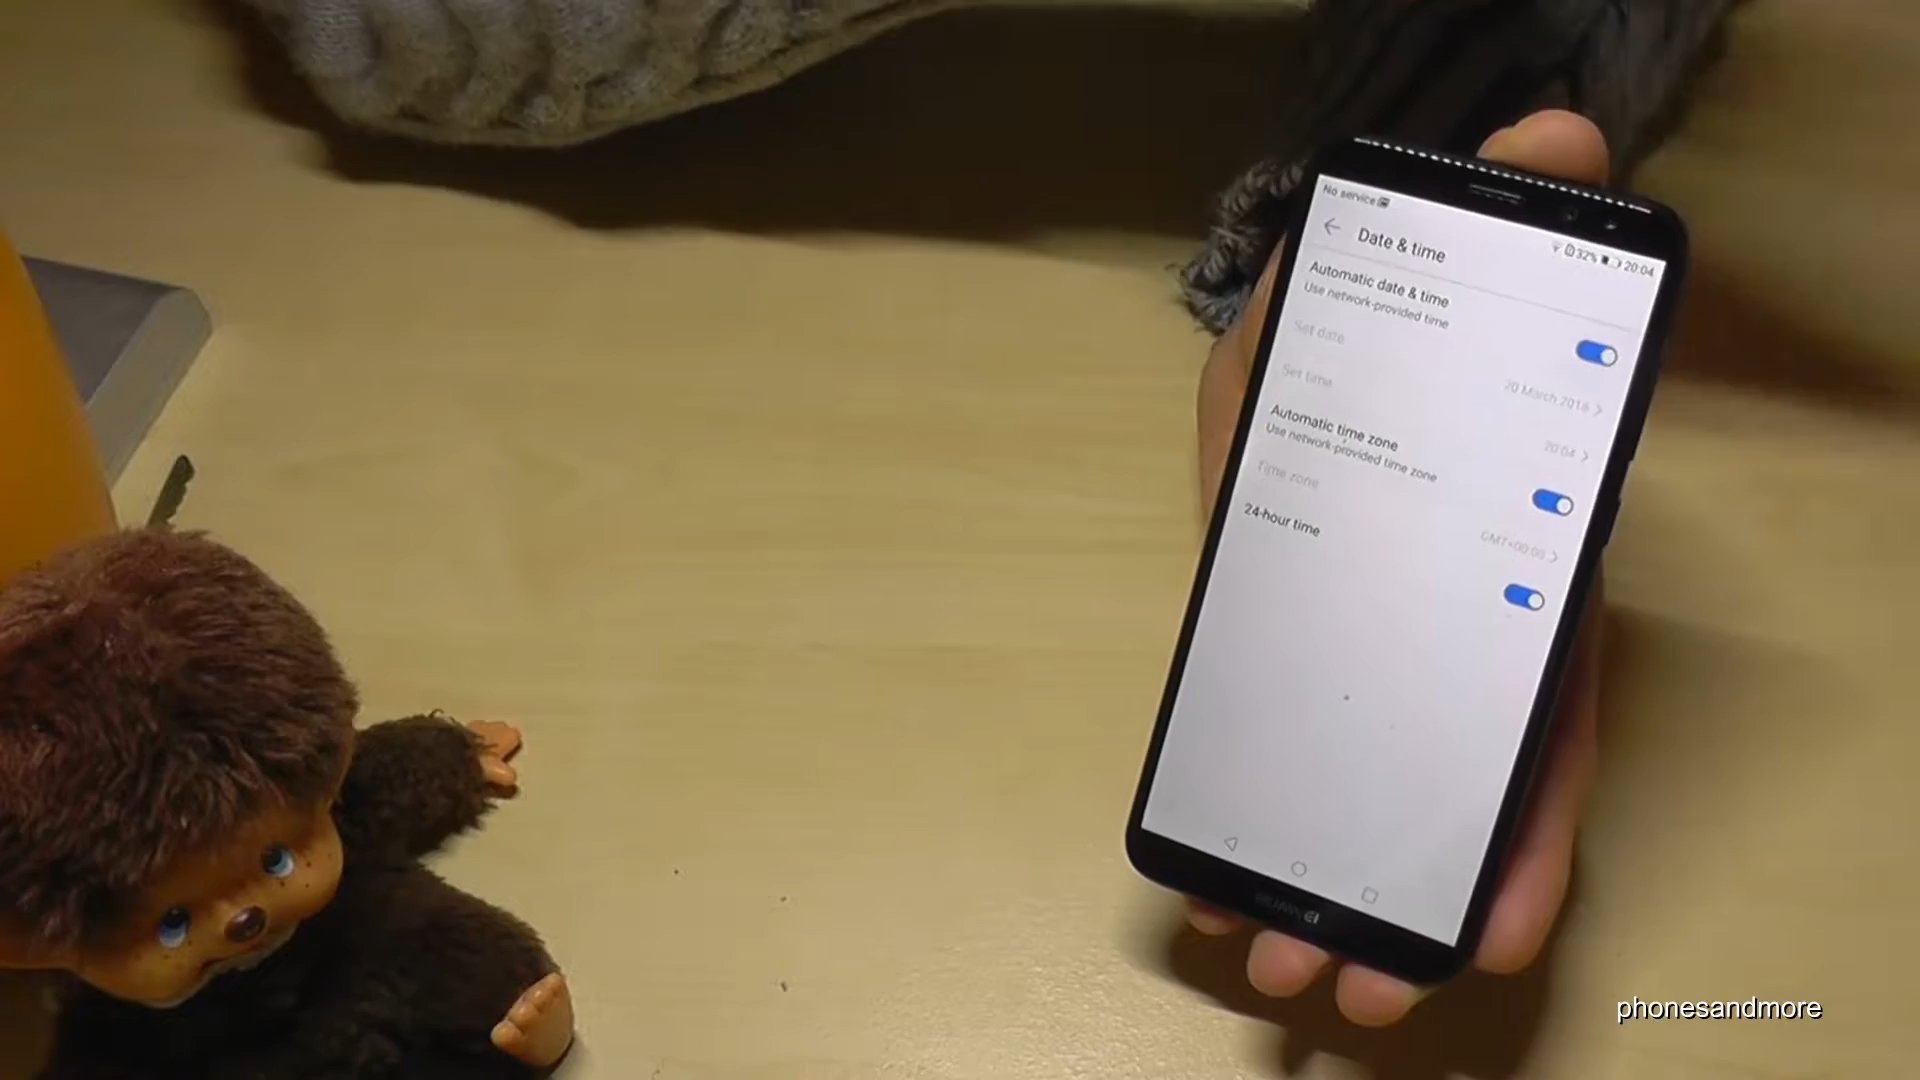 No service
32% 20:04
Date & time
Automatic date & time
Use network-provided time
Set date
20 March 2018
Set time
20:04
Automatic time zone
Use network-provided time zone
Time zone
GMT+00:00
24-hour time
HUAWEI
phonesandmore